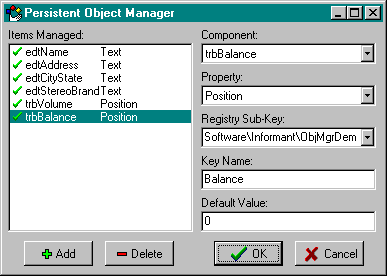 Persistent Object Manager
Items Managed:
edtName Text
edtAddress Text
edtCityState Text
edtStereoBrand Text
trbVolume Position
trbBalance Position
Component:
trbBalance
Property:
Position
Registry Sub-Key:
Software\Informant\ObjMgrDem
Key Name:
Balance
Default Value:
0
Add
Delete
OK
Cancel